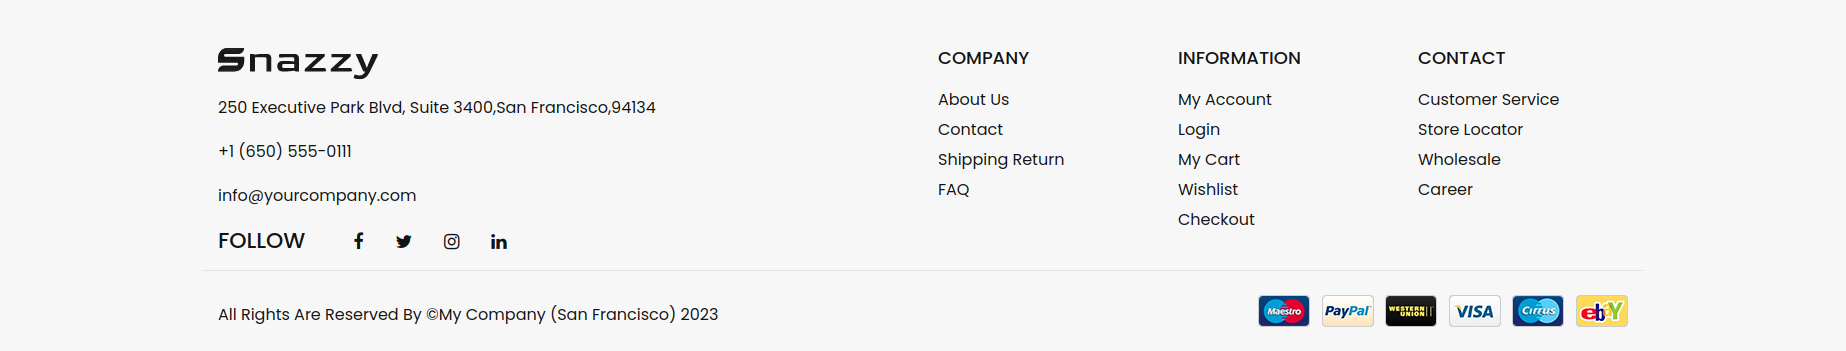 Snazzy
250 Executive Park Blvd, Suite 3400,San Francisco,94134
+1 (650) 555-0111
info@yourcompany.com
FOLLOW
COMPANY
About Us
Contact
Shipping Return
FAQ
INFORMATION
My Account
Login
My Cart
Wishlist
Checkout
CONTACT
Customer Service
Store Locator
Wholesale
Career
All Rights Are Reserved By ©My Company (San Francisco) 2023
Maestro
PayPal
WESTERN
UNION
VISA
Cirrus
ebY